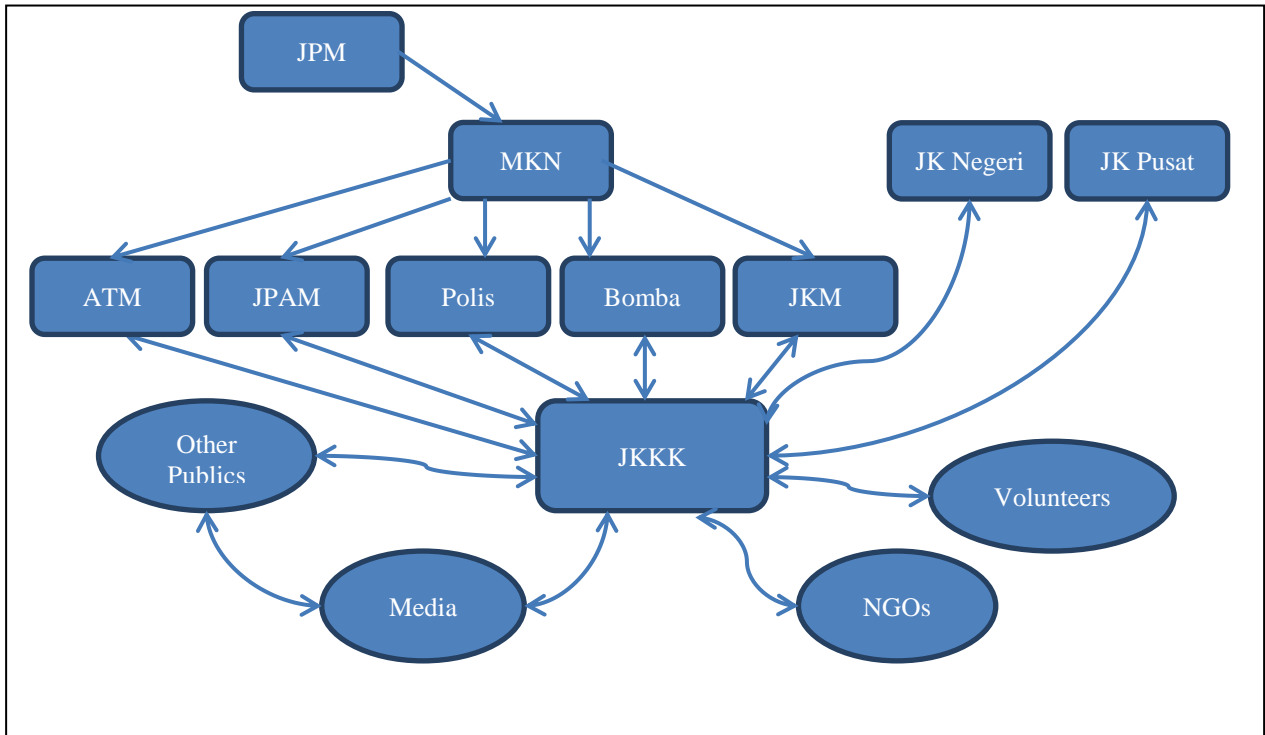 JPM
MKN
JK Negeri
JK Pusat
ATM
JPAM
Polis
Bomba
JKM
Other
Publics
JKKK
Volunteers
Media
NGOs